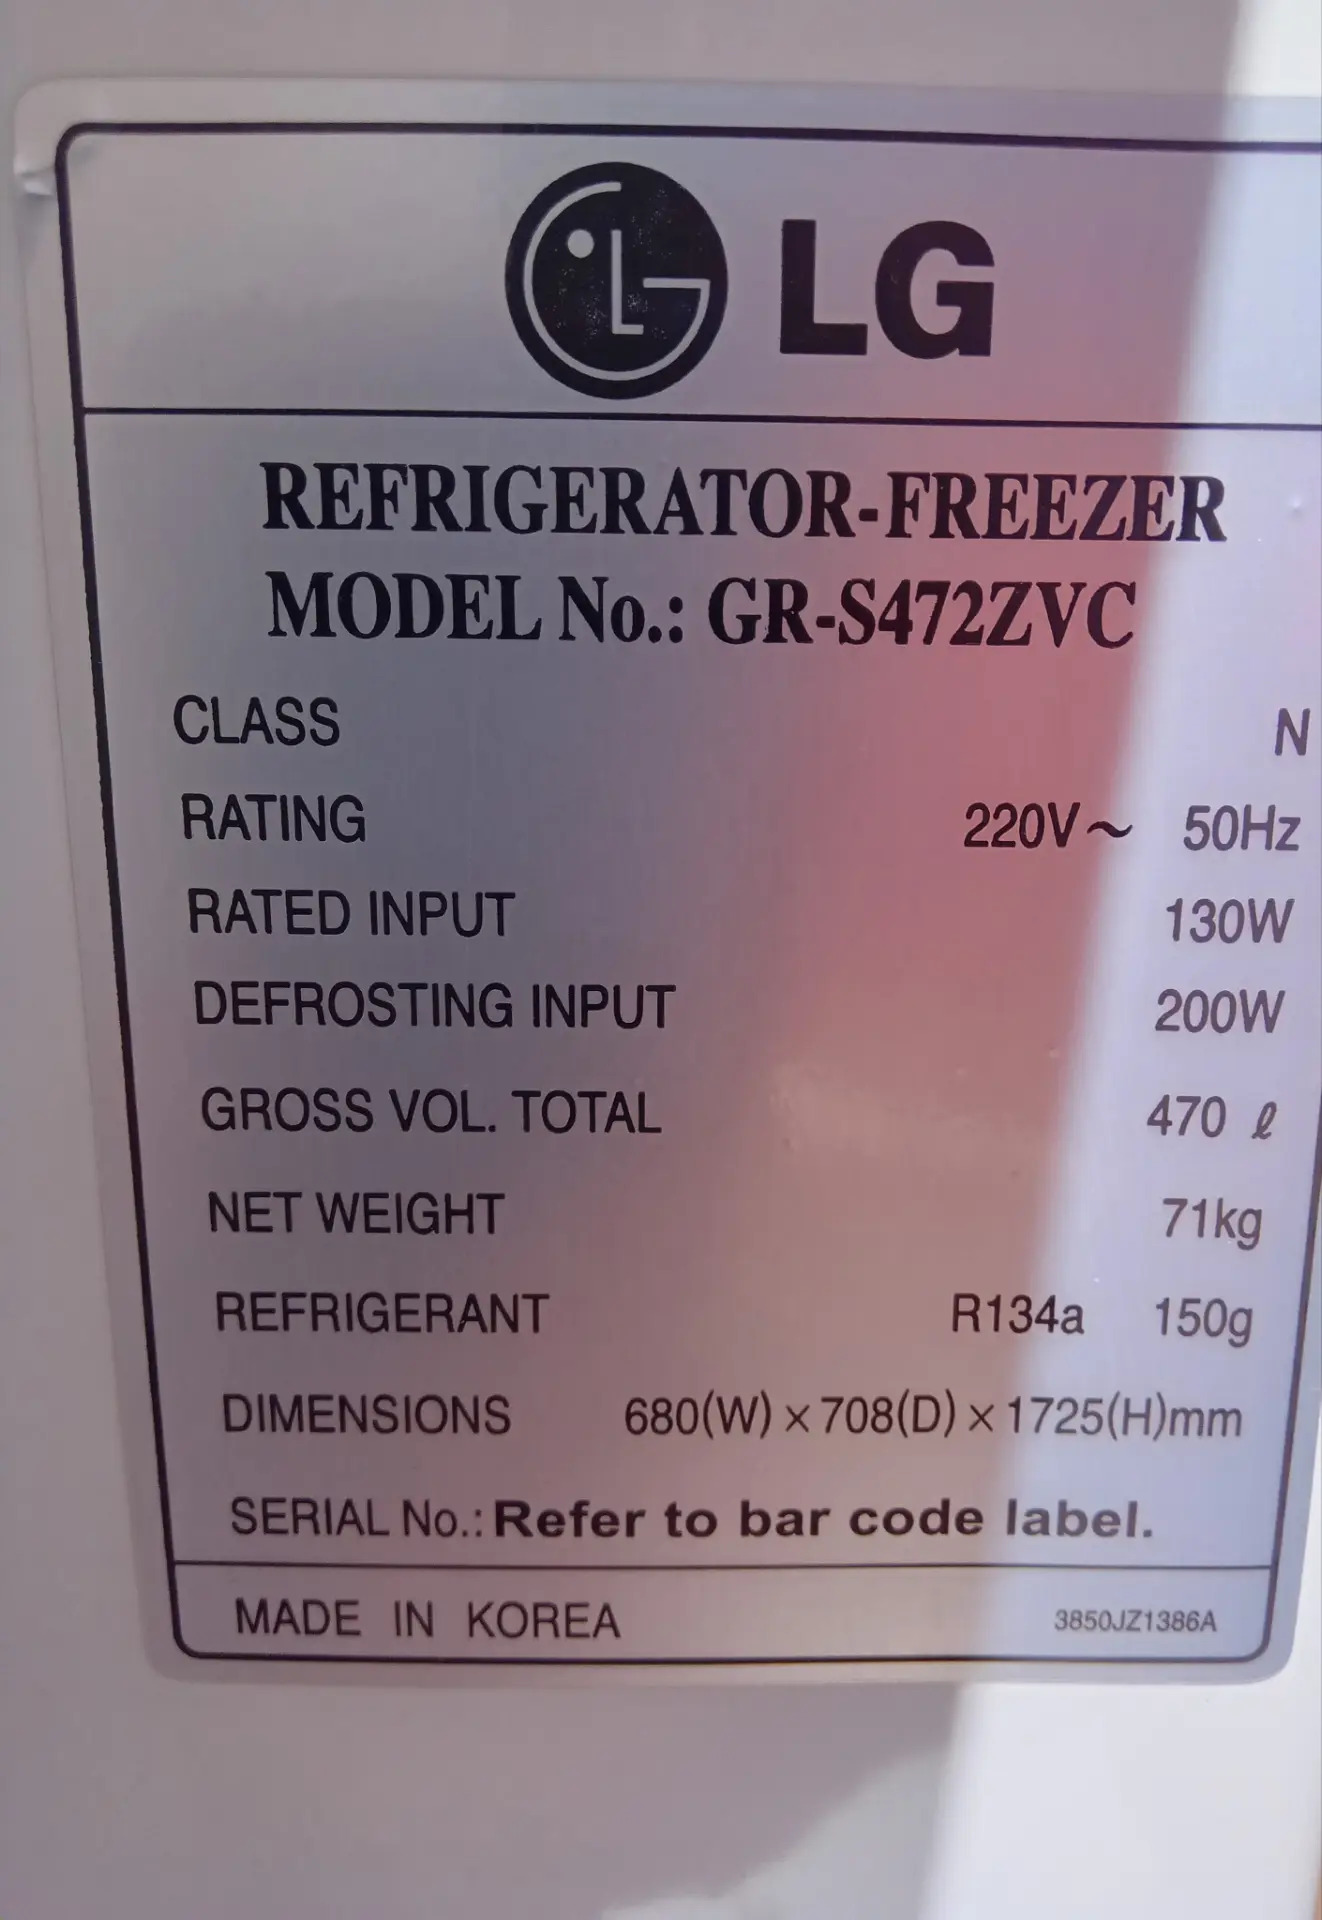 LG
REFRIGERATOR-FREEZER
MODEL No.: GR-S472ZVC
CLASS N
RATING 220V~ 50Hz
RATED INPUT 130W
DEFROSTING INPUT 200W
GROSS VOL. TOTAL 470 ℓ
NET WEIGHT 71kg
REFRIGERANT R134a 150g
DIMENSIONS 680(W)×708(D)×1725(H)mm
SERIAL No.: Refer to bar code label.
MADE IN KOREA 3850JZ1386A